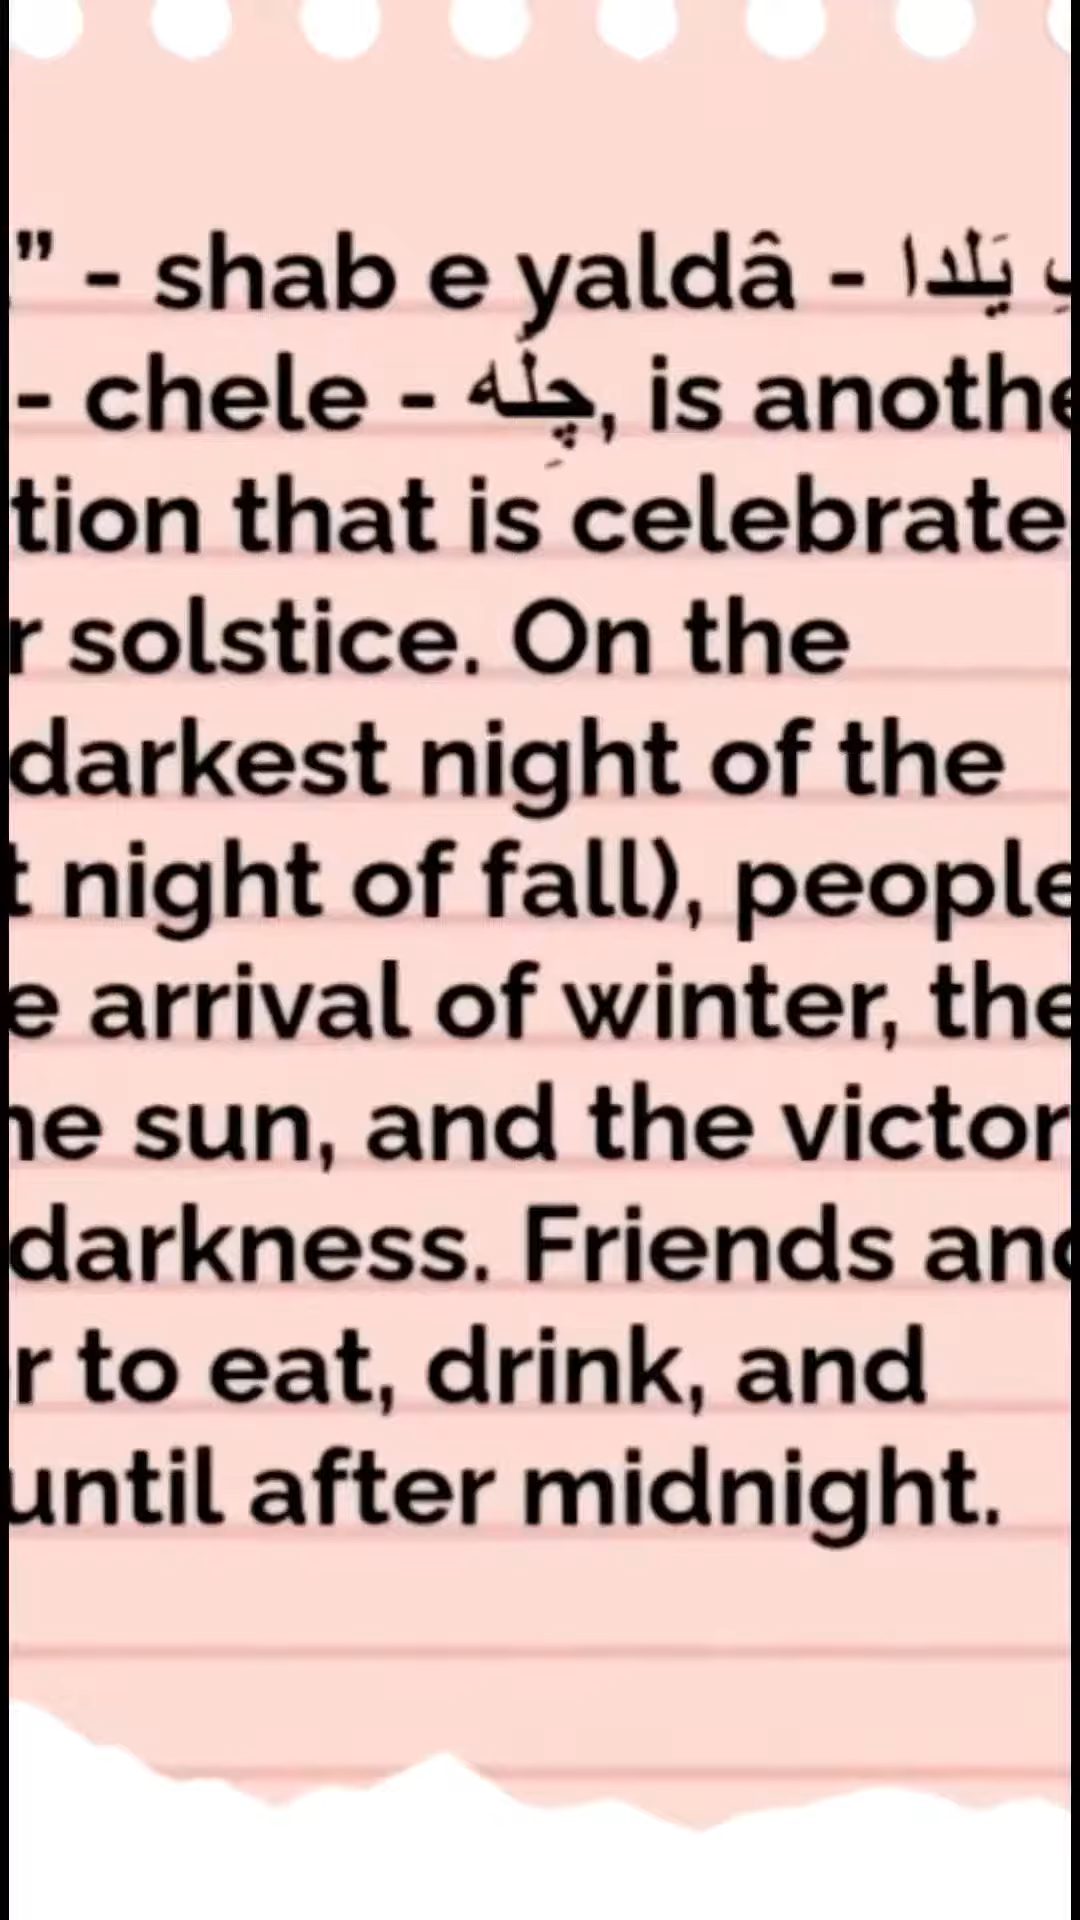 ” - shab e yaldâ - یَلدا
- chele - چِلِّه, is anothe
tion that is celebrate
r solstice. On the
darkest night of the
t night of fall), people
e arrival of winter, the
he sun, and the victor
darkness. Friends and
r to eat, drink, and
until after midnight.